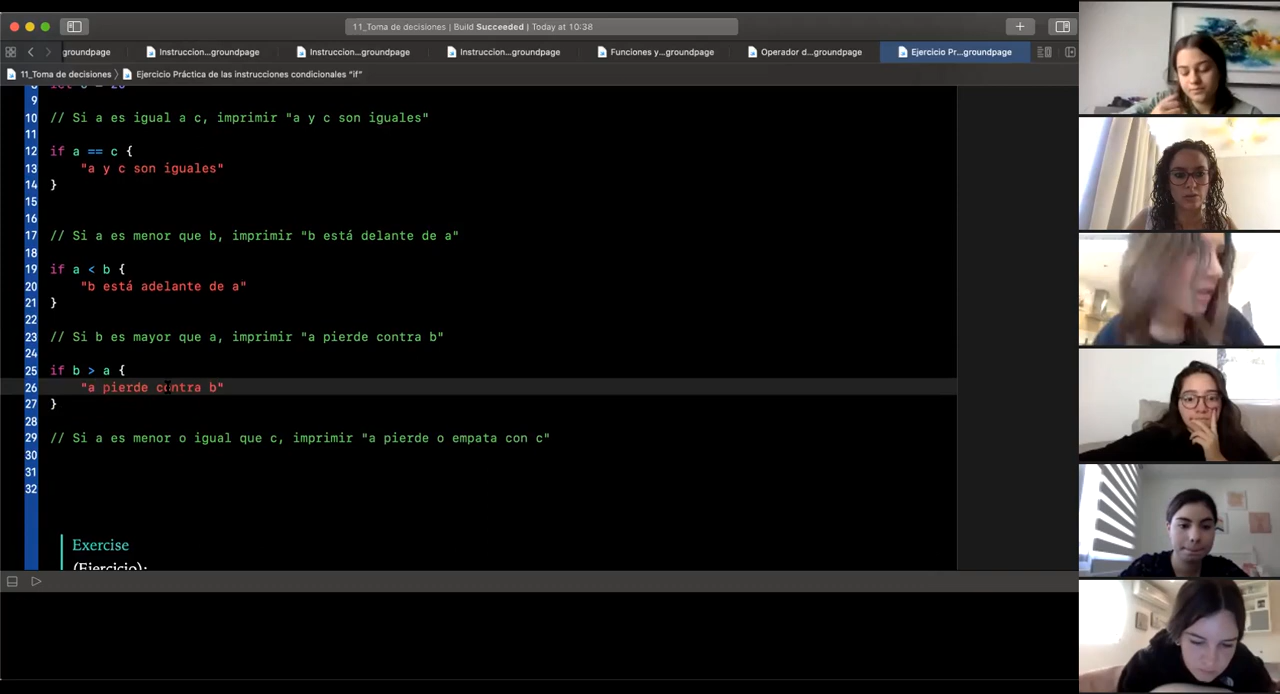 11_Toma de decisiones | Build Succeeded | Today at 10:38
groundpage
Instruccion...groundpage
Instruccion...groundpage
Instruccion...groundpage
Funciones y...groundpage
Operador d...groundpage
Ejercicio Pr...groundpage
11_Toma de decisiones
Ejercicio Práctica de las instrucciones condicionales "if"
9
10 // Si a es igual a c, imprimir "a y c son iguales"
11
12 if a == c {
13 "a y c son iguales"
14 }
15
16
17 // Si a es menor que b, imprimir "b está delante de a"
18
19 if a < b {
20 "b está adelante de a"
21 }
22
23 // Si b es mayor que a, imprimir "a pierde contra b"
24
25 if b > a {
26 "a pierde contra b"
27 }
28
29 // Si a es menor o igual que c, imprimir "a pierde o empata con c"
30
31
32
Exercise
(Ejercicio):